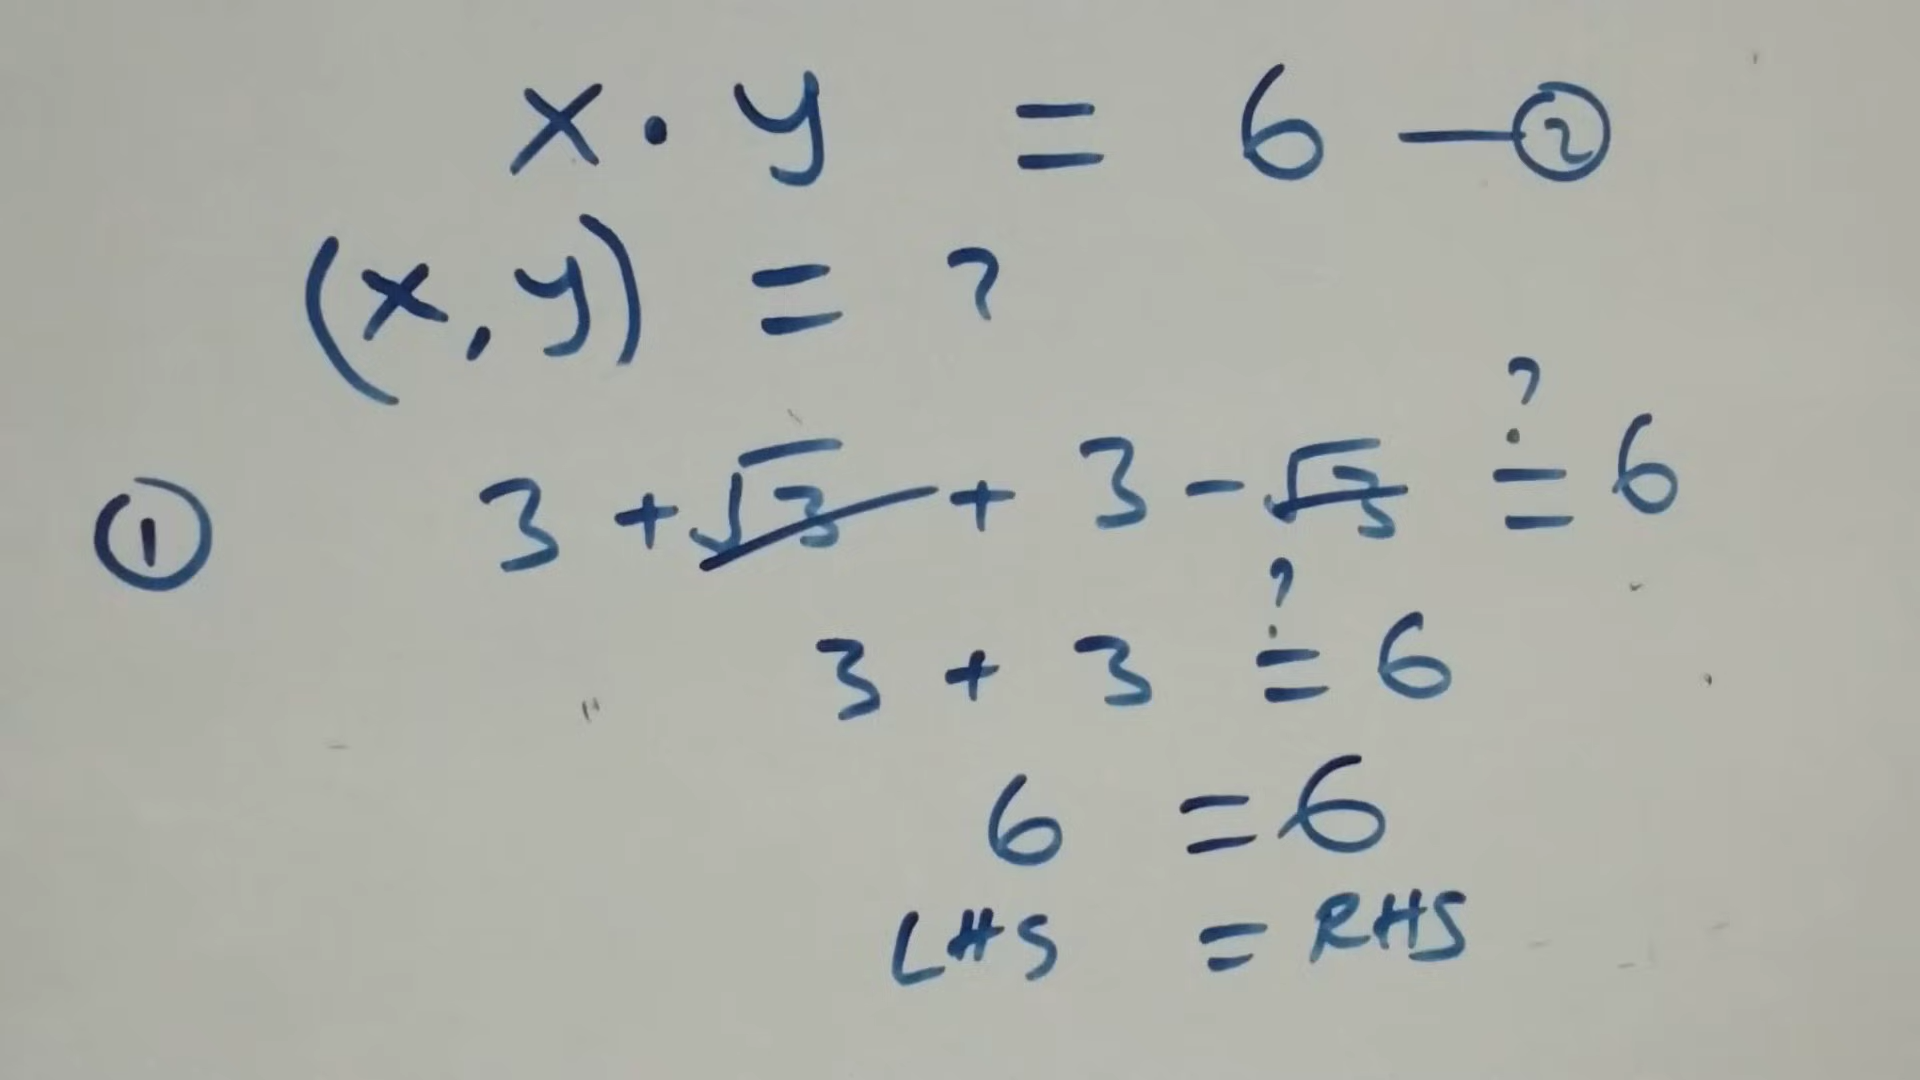 x · y = 6 — ②
(x, y) = ?
① 3 + √3 + 3 - √3 ≟ 6
3 + 3 ≟ 6
6 = 6
LHS = RHS